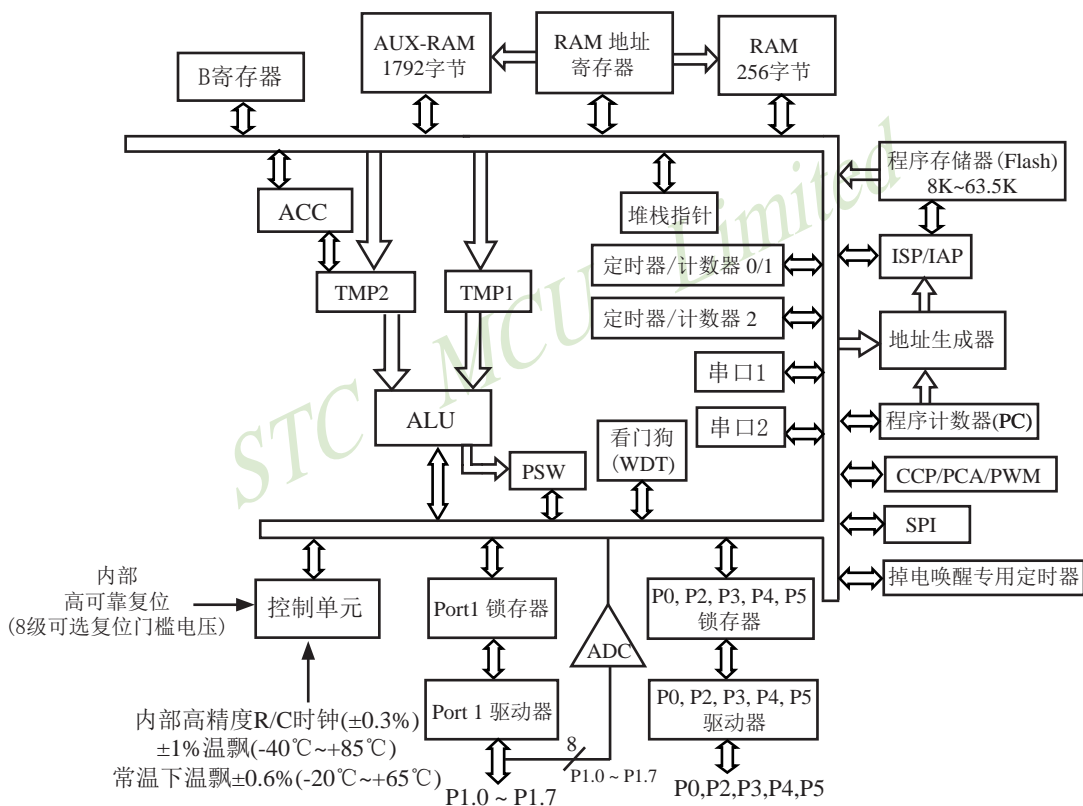 B寄存器
AUX-RAM
1792字节
RAM 地址
寄存器
RAM
256字节
程序存储器(Flash)
8K~63.5K
ACC
堆栈指针
ISP/IAP
TMP2
TMP1
定时器/计数器 0/1
定时器/计数器 2
地址生成器
串口1
ALU
串口2
程序计数器(PC)
看门狗
(WDT)
PSW
CCP/PCA/PWM
SPI
掉电唤醒专用定时器
STC MCU Limited
内部
高可靠复位
(8级可选复位门槛电压)
控制单元
Port1 锁存器
ADC
P0, P2, P3, P4, P5
锁存器
内部高精度R/C时钟(±0.3%)
±1%温飘(-40℃~+85℃)
常温下温飘±0.6%(-20℃~+65℃)
Port 1 驱动器
P0, P2, P3, P4, P5
驱动器
8
P1.0 ~ P1.7
P1.0 ~ P1.7
P0,P2,P3,P4,P5